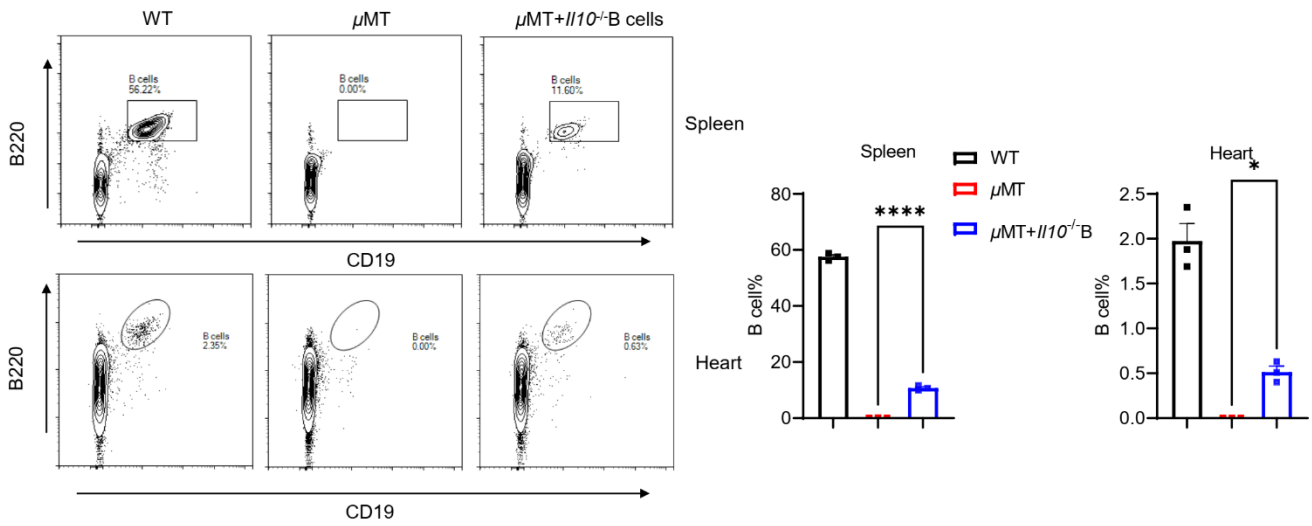 WT
μMT
μMT+Il10-/-B cells
B220
B cells
56.22%
B cells
0.00%
B cells
11.60%
Spleen
CD19
B220
B cells
2.35%
B cells
0.00%
B cells
0.63%
Heart
CD19
Spleen
B cell%
80
60
40
20
0
****
WT
μMT
μMT+Il10-/-B
Heart
B cell%
2.5
2.0
1.5
1.0
0.5
0.0
*